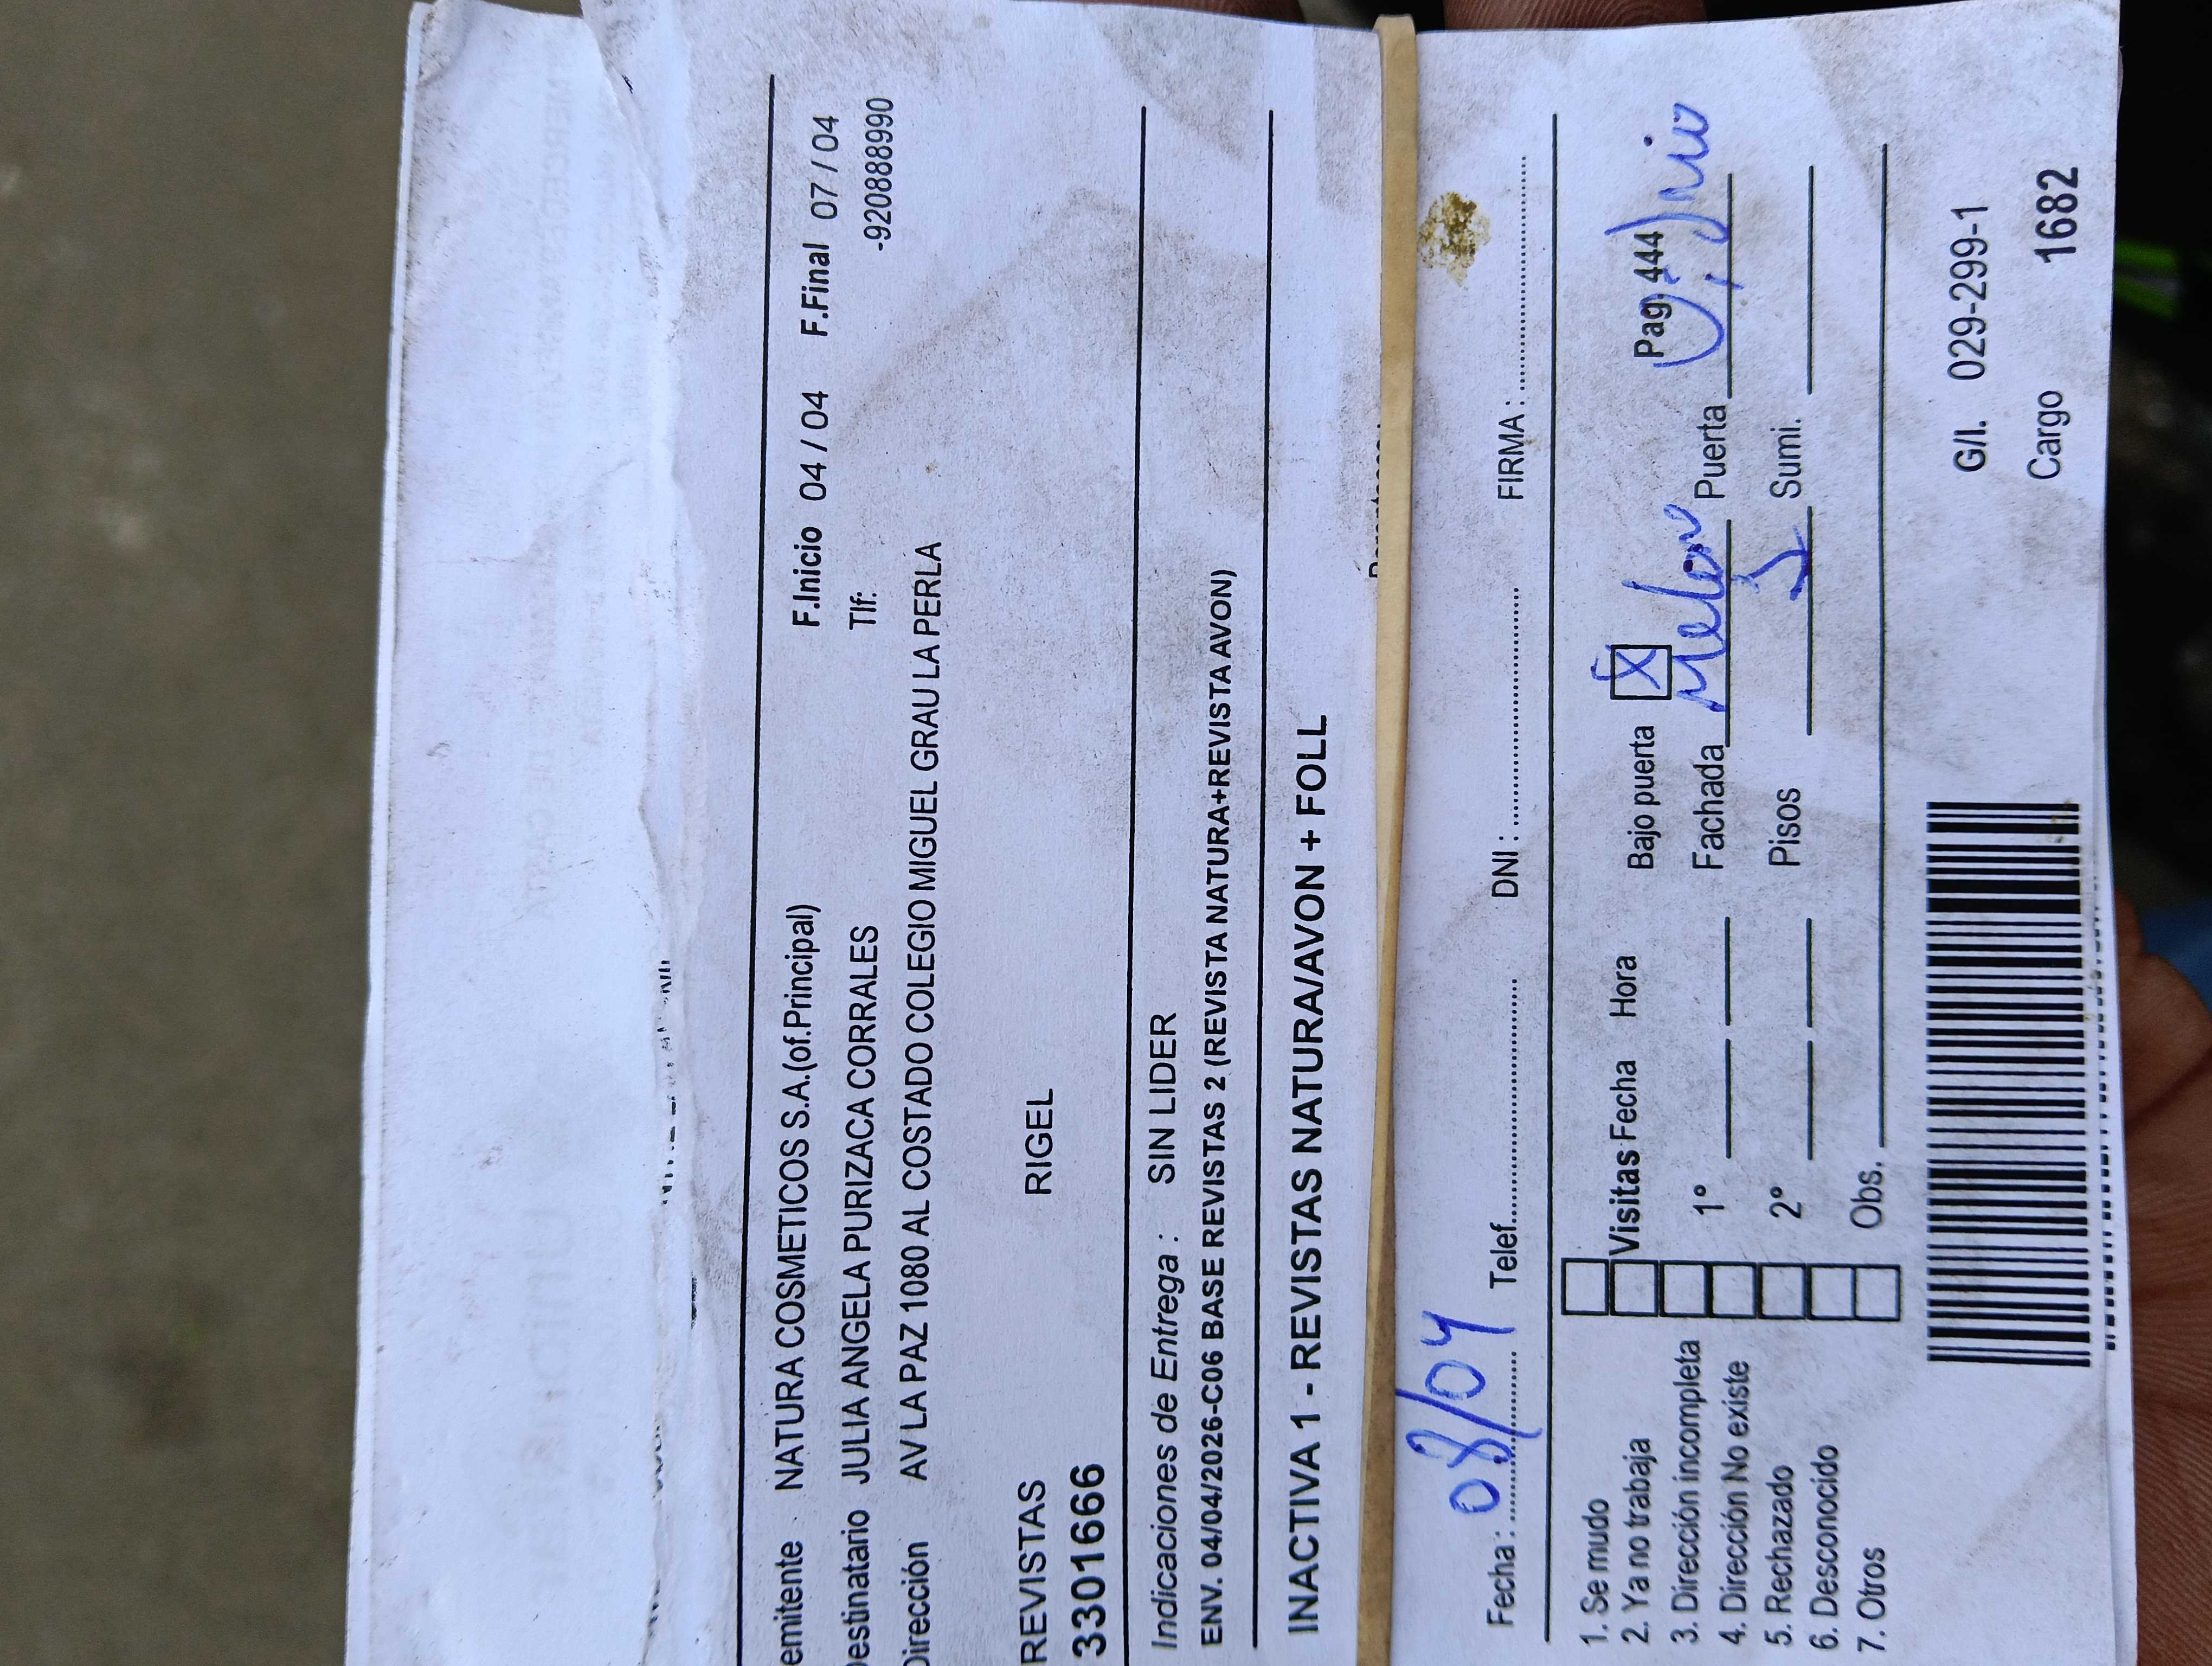 emitente NATURA COSMETICOS S.A.(of.Principal) F.Inicio 04 / 04 F.Final 07 / 04
estinatario JULIA ANGELA PURIZACA CORRALES Tlf: -920888990
Dirección AV LA PAZ 1080 AL COSTADO COLEGIO MIGUEL GRAU LA PERLA
REVISTAS RIGEL
3301666
Indicaciones de Entrega : SIN LIDER
ENV. 04/04/2026-C06 BASE REVISTAS 2 (REVISTA NATURA+REVISTA AVON)
INACTIVA 1 - REVISTAS NATURA/AVON + FOLL
Fecha : 08/04 Telef. DNI : FIRMA :
1. Se mudo
2. Ya no trabaja Visitas Fecha Hora Bajo puerta X Pag 444
3. Dirección incompleta 1° Fachada Melon Puerta
4. Dirección No existe
5. Rechazado 2° Pisos Sumi.
6. Desconocido
7. Otros Obs.
G/I. 029-299-1
Cargo 1682